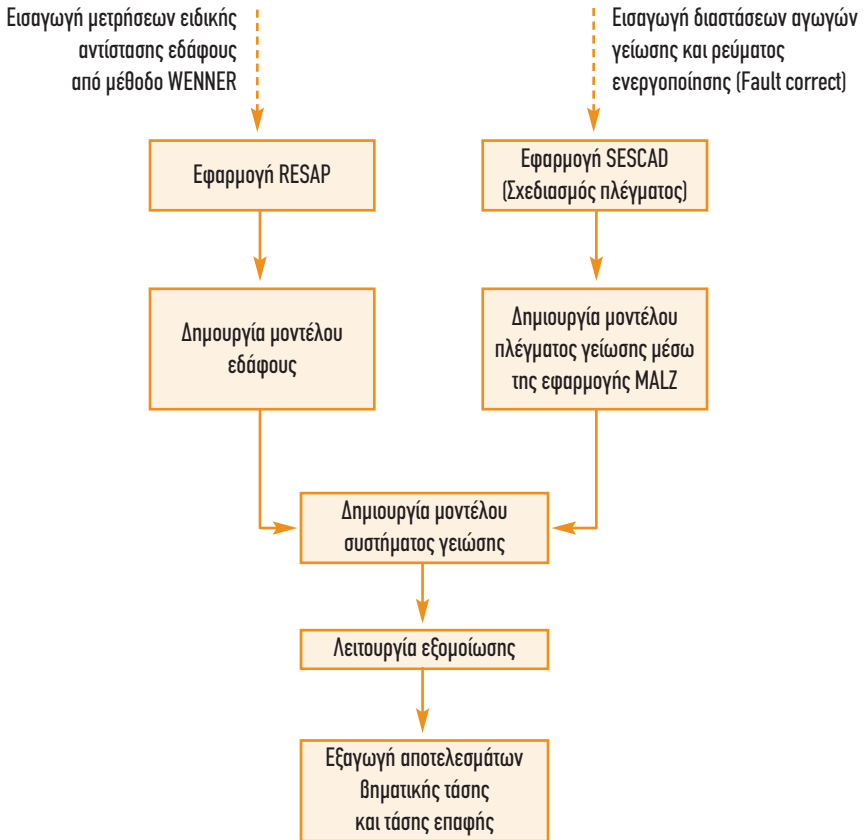 Εισαγωγή μετρήσεων ειδικής
αντίστασης εδάφους
από μέθοδο WENNER
Εισαγωγή διαστάσεων αγωγών
γείωσης και ρεύματος
ενεργοποίησης (Fault correct)
Εφαρμογή RESAP
Εφαρμογή SESCAD
(Σχεδιασμός πλέγματος)
Δημουργία μοντέλου
εδάφους
Δημιουργία μοντέλου
πλέγματος γείωσης μέσω
της εφαρμογής MALZ
Δημιουργία μοντέλου
συστήματος γειώσης
Λειτουργία εξομοίωσης
Εξαγωγή αποτελεσμάτων
βηματικής τάσης
και τάσης επαφής